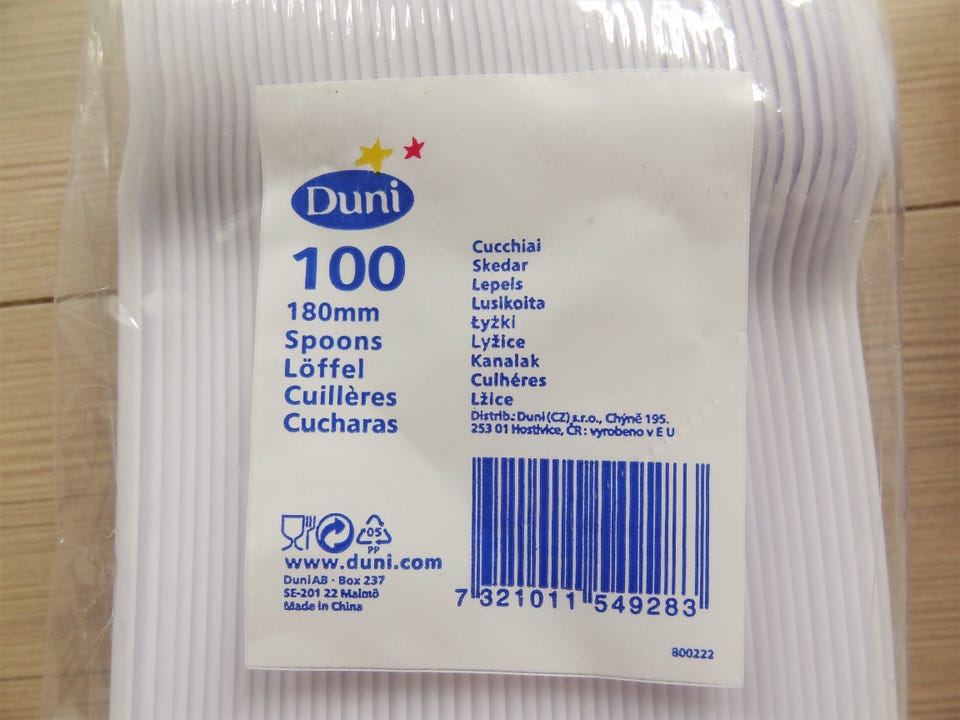 Duni
100
180mm
Spoons
Löffel
Cuillères
Cucharas
Cucchiai
Skedar
Lepels
Lusikoita
Łyżki
Lyžice
Kanalak
Culhéres
Lžice
Distrib.: Duni (CZ) s.r.o., Chýně 195.
253 01 Hostivice, ČR : vyrobeno v E U
05
PP
www.duni.com
Duni AB · Box 237
SE-201 22 Malmö
Made in China
7 321011 549283
800222